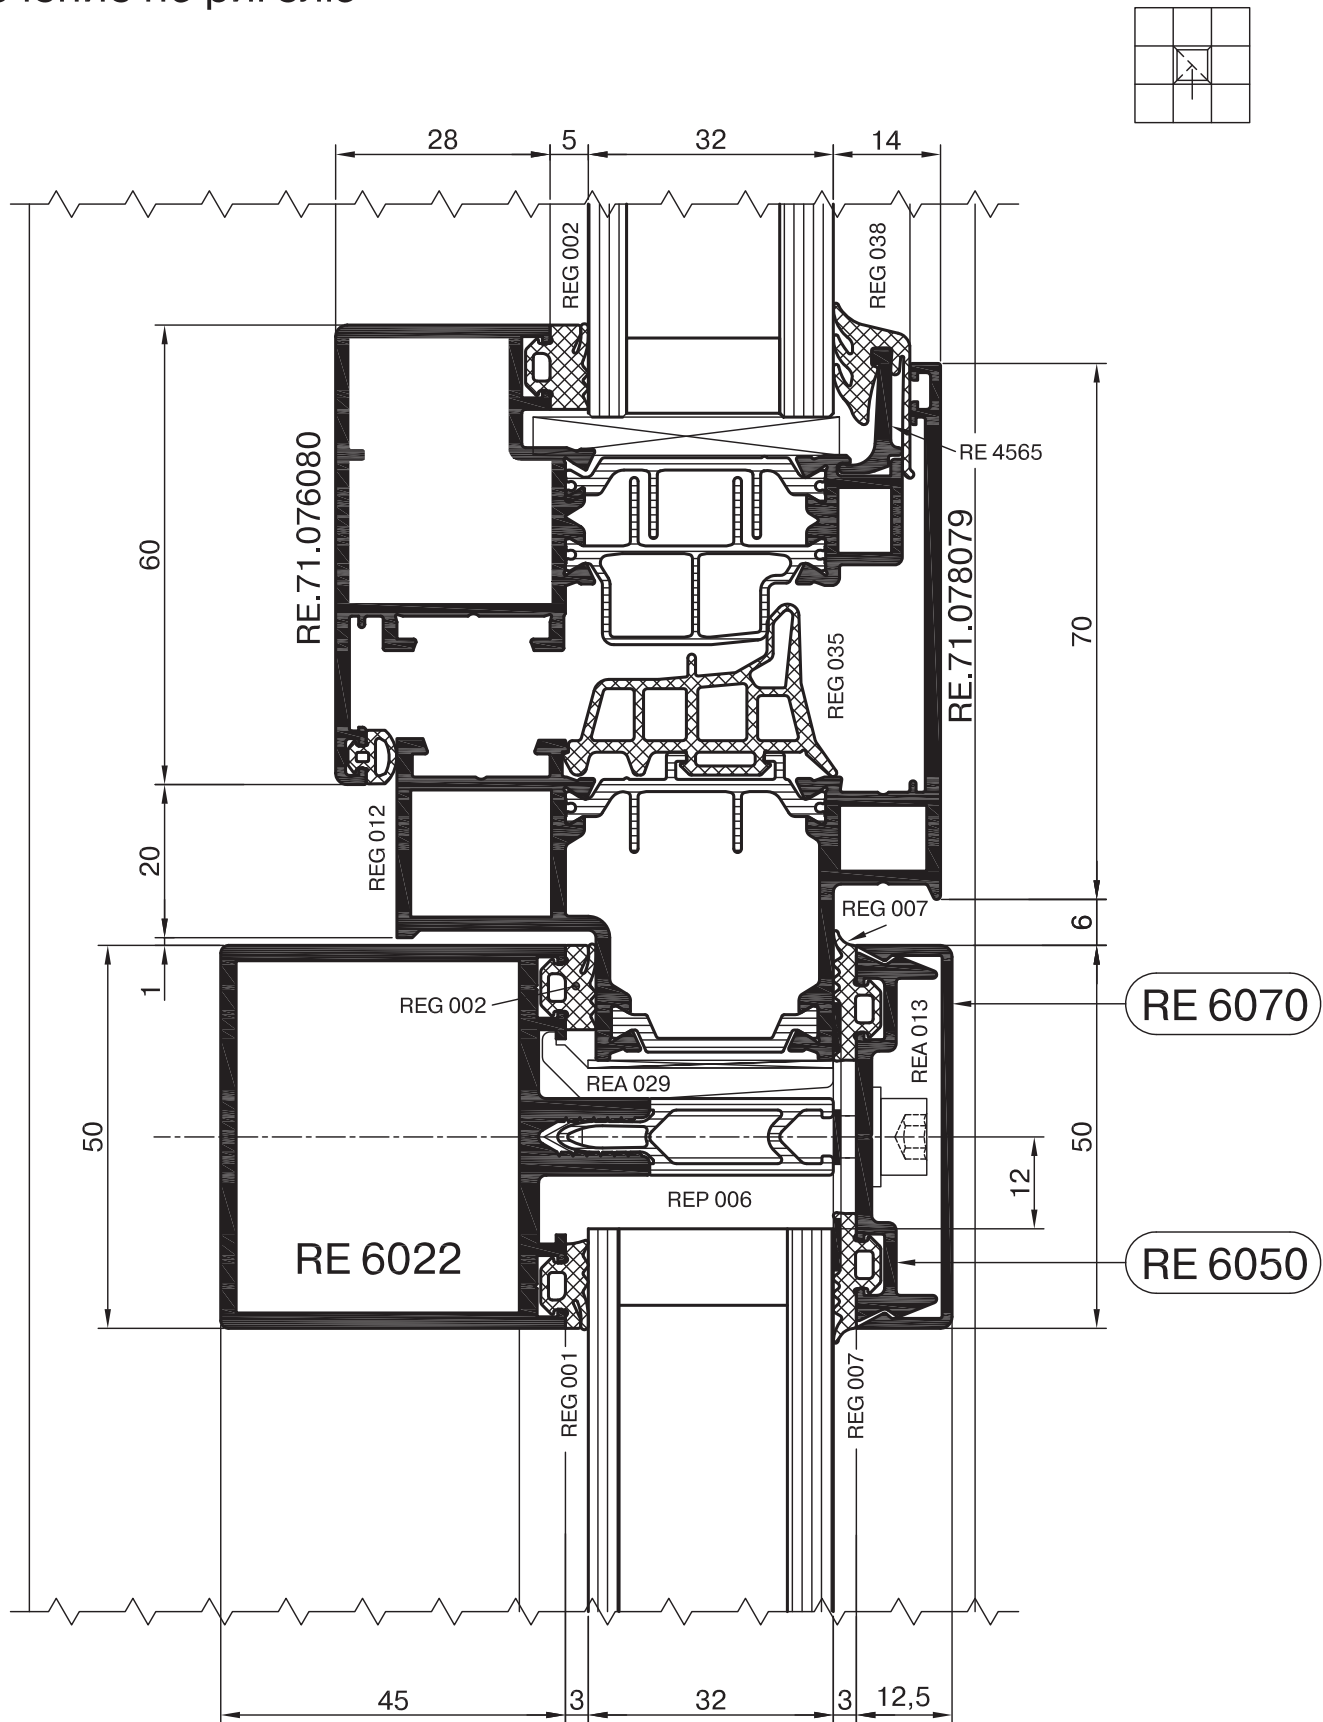 по ригелю
28
5
32
14
REG 002
REG 038
RE 4565
RE.71.076080
RE.71.078079
60
70
REG 035
REG 012
20
REG 007
6
1
REG 002
REA 013
RE 6070
REA 029
50
50
12
REP 006
RE 6022
RE 6050
REG 001
REG 007
45
3
32
3
12,5